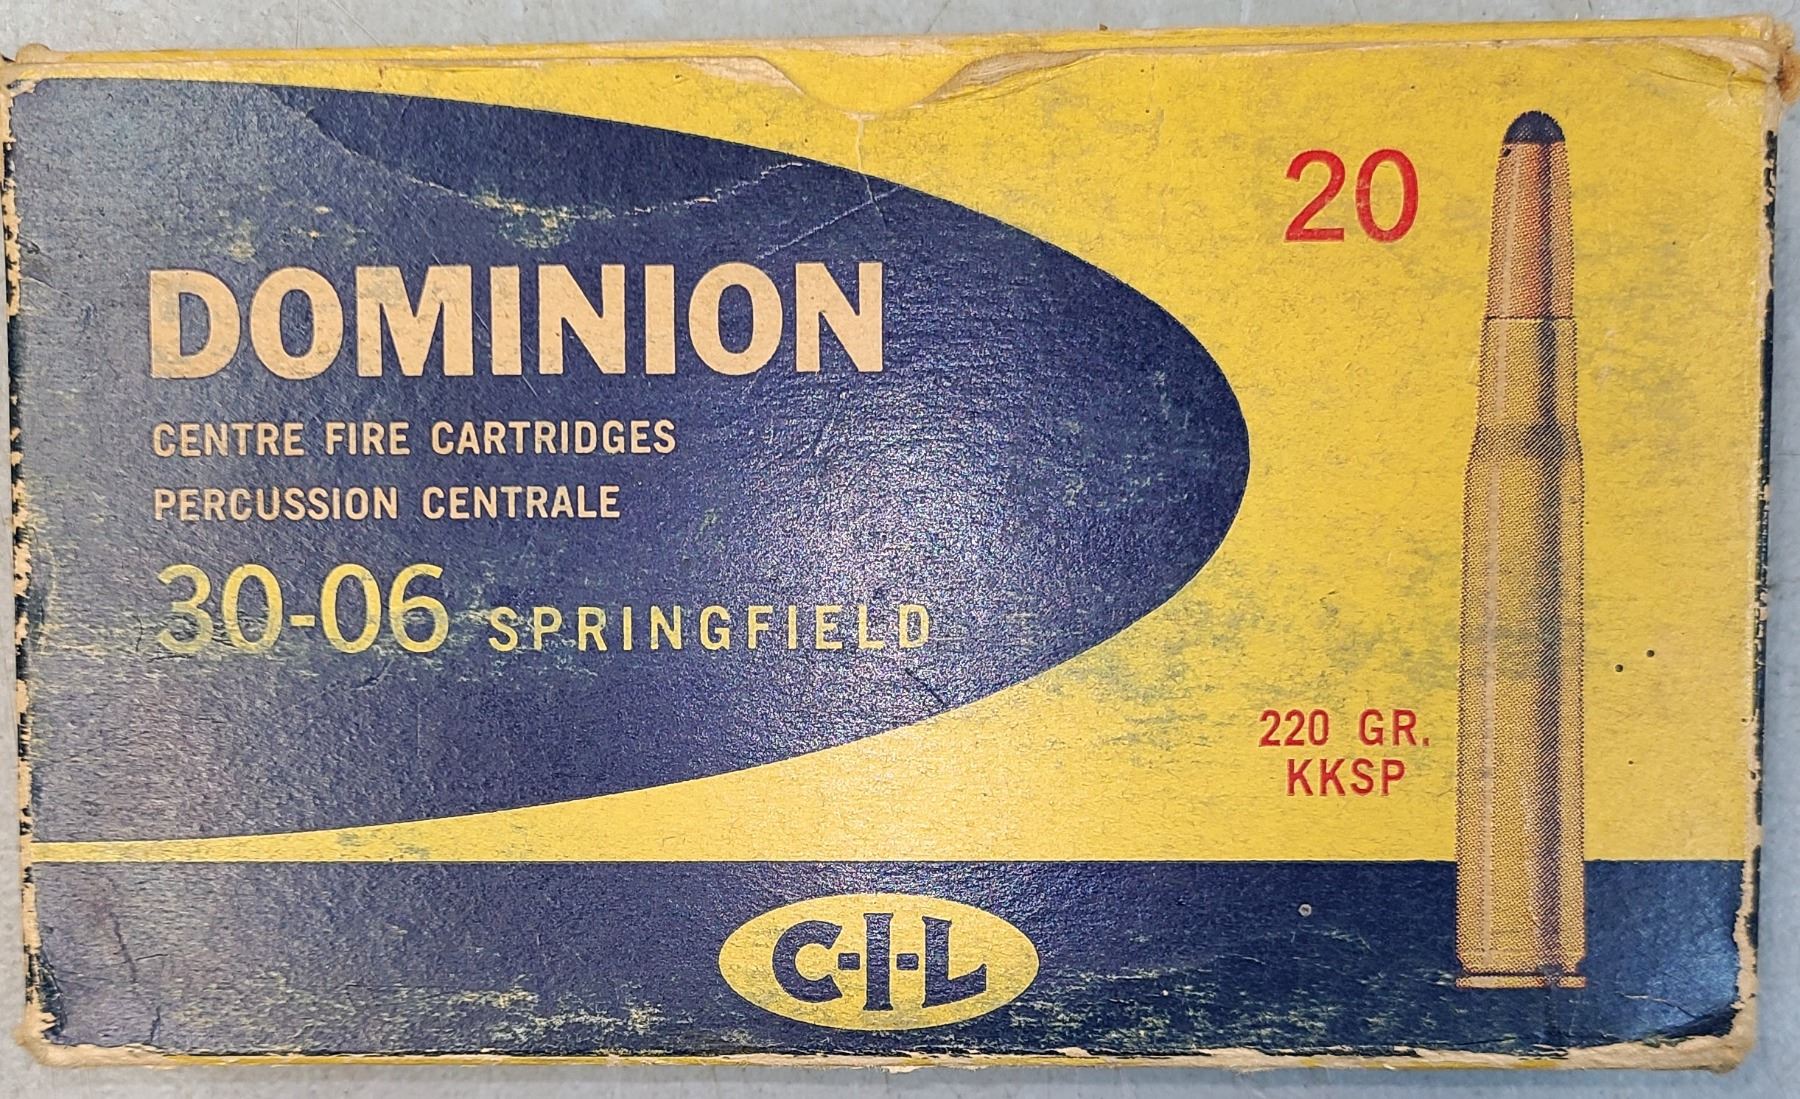 DOMINION
CENTRE FIRE CARTRIDGES
PERCUSSION CENTRALE
30-06 SPRINGFIELD
20
220 GR.
KKSP
C-I-L